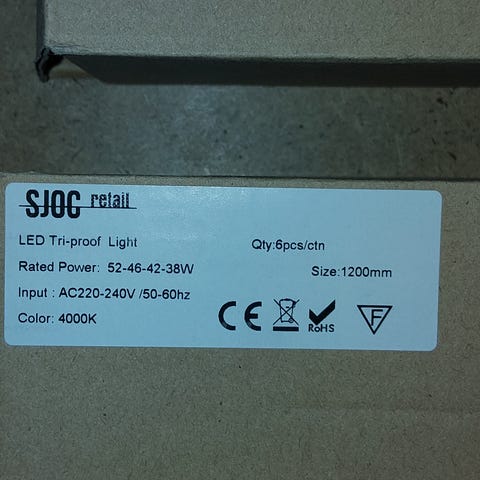 SJOC retail
LED Tri-proof Light
Qty:6pcs/ctn
Rated Power: 52-46-42-38W
Size:1200mm
Input : AC220-240V /50-60hz
Color: 4000K
CE
RoHS
F